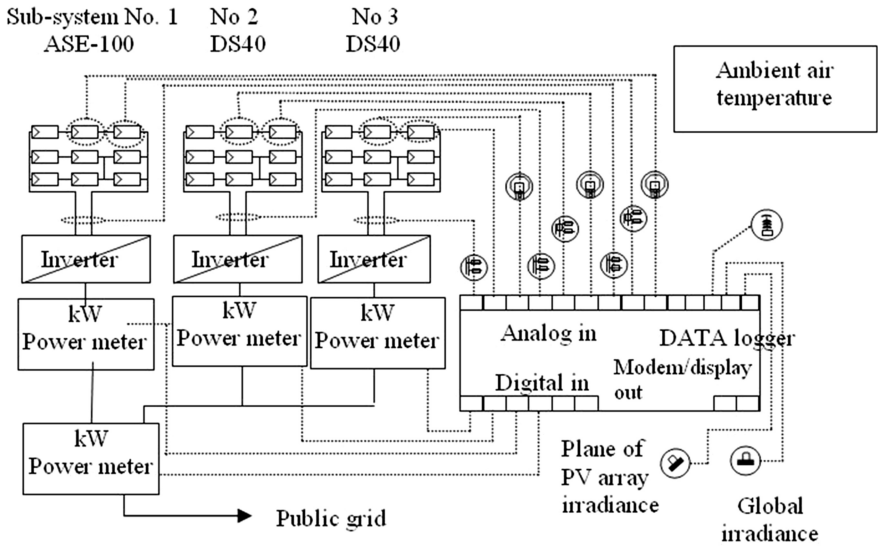 Sub-system No. 1
ASE-100
No 2
DS40
No 3
DS40
Ambient air
temperature
Inverter
Inverter
Inverter
kW
Power meter
kW
Power meter
kW
Power meter
Analog in
DATA logger
Modem/display
out
Digital in
kW
Power meter
Plane of
PV array
irradiance
Global
irradiance
Public grid